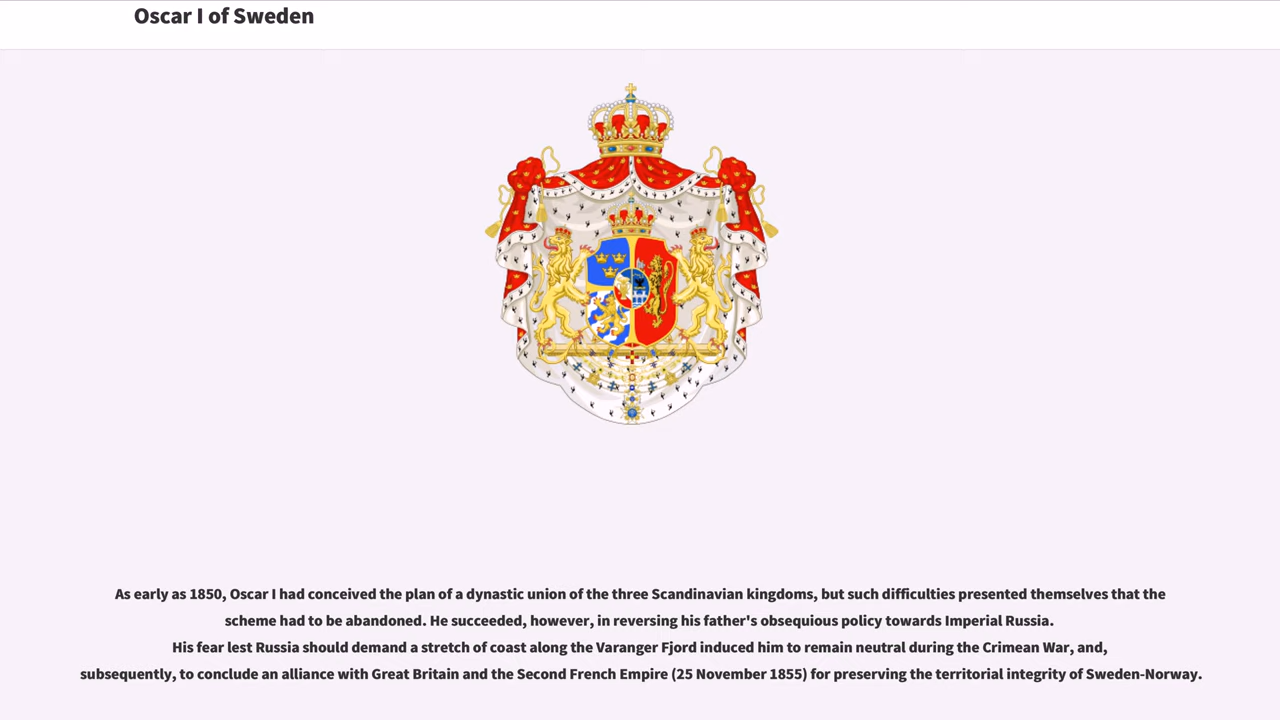 Oscar I of Sweden
As early as 1850, Oscar I had conceived the plan of a dynastic union of the three Scandinavian kingdoms, but such difficulties presented themselves that the
scheme had to be abandoned. He succeeded, however, in reversing his father's obsequious policy towards Imperial Russia.
His fear lest Russia should demand a stretch of coast along the Varanger Fjord induced him to remain neutral during the Crimean War, and,
subsequently, to conclude an alliance with Great Britain and the Second French Empire (25 November 1855) for preserving the territorial integrity of Sweden-Norway.